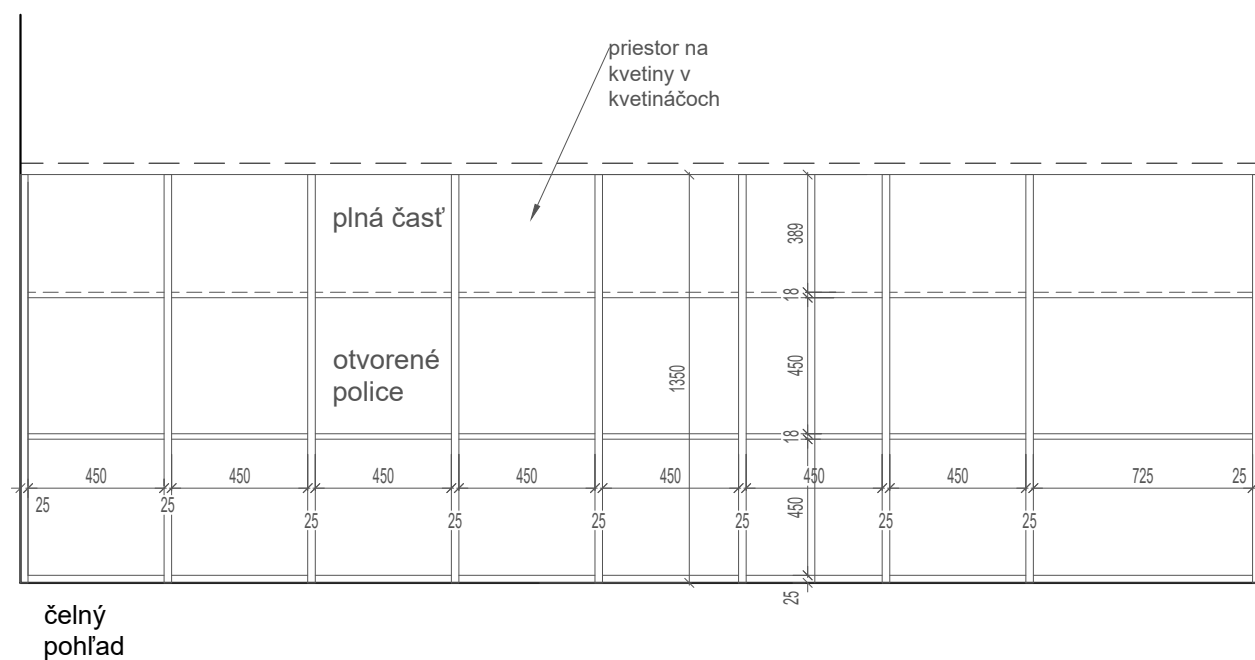 priestor na
kvetiny v
kvetináčoch
plná časť
389
18
otvorené
police
450
1350
18
450 450 450 450 450 450 450 725 25
25 25 25 25 25 25 25 25
450
25
čelný
pohľad